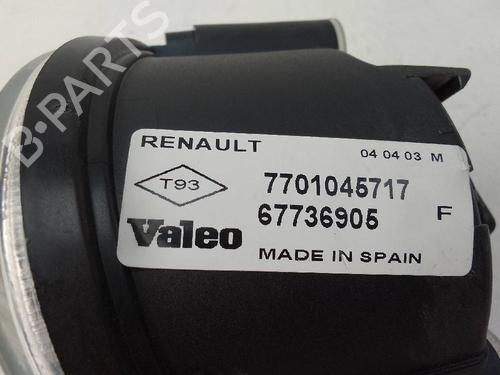 B-PARTS
RENAULT
04 04 03 M
T93
7701045717
67736905 F
Valeo
MADE IN SPAIN